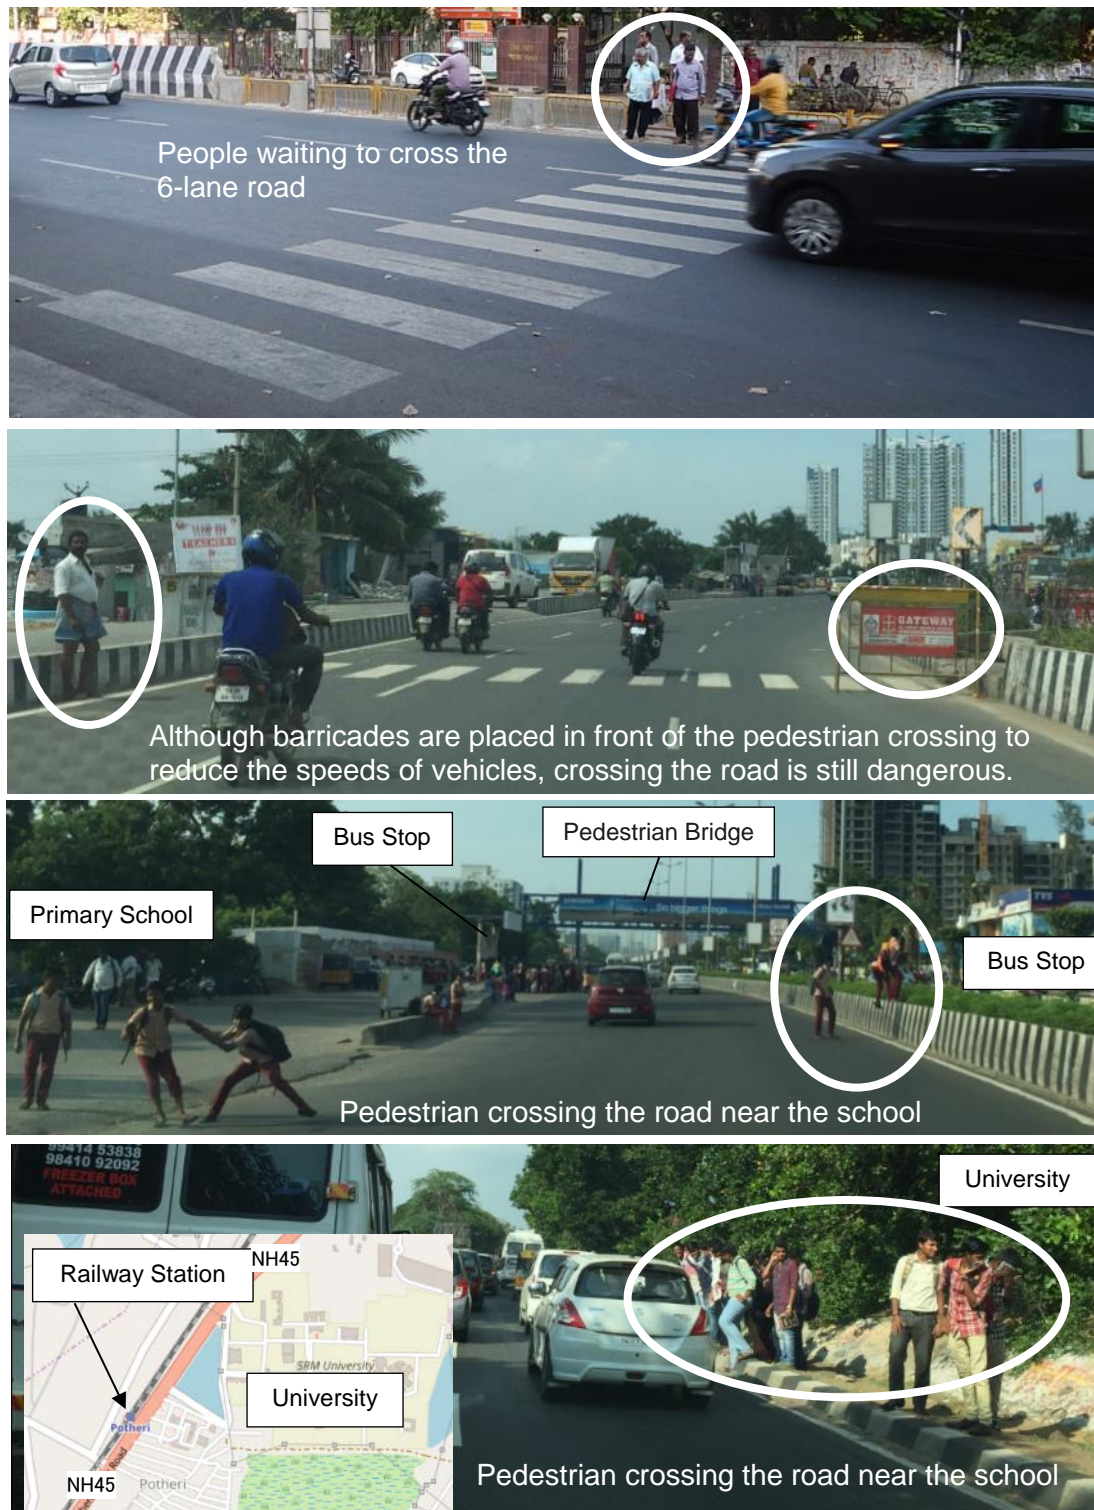 People waiting to cross the
6-lane road
TEACHERS
GATEWAY
Although barricades are placed in front of the pedestrian crossing to
reduce the speeds of vehicles, crossing the road is still dangerous.
Bus Stop
Pedestrian Bridge
Primary School
Bus Stop
Pedestrian crossing the road near the school
99414 53838
98410 92092
FREEZER BOX
ATTACHED
University
NH45
Railway Station
SRM University
University
Potheri
Potheri
NH45
Road
Pedestrian crossing the road near the school